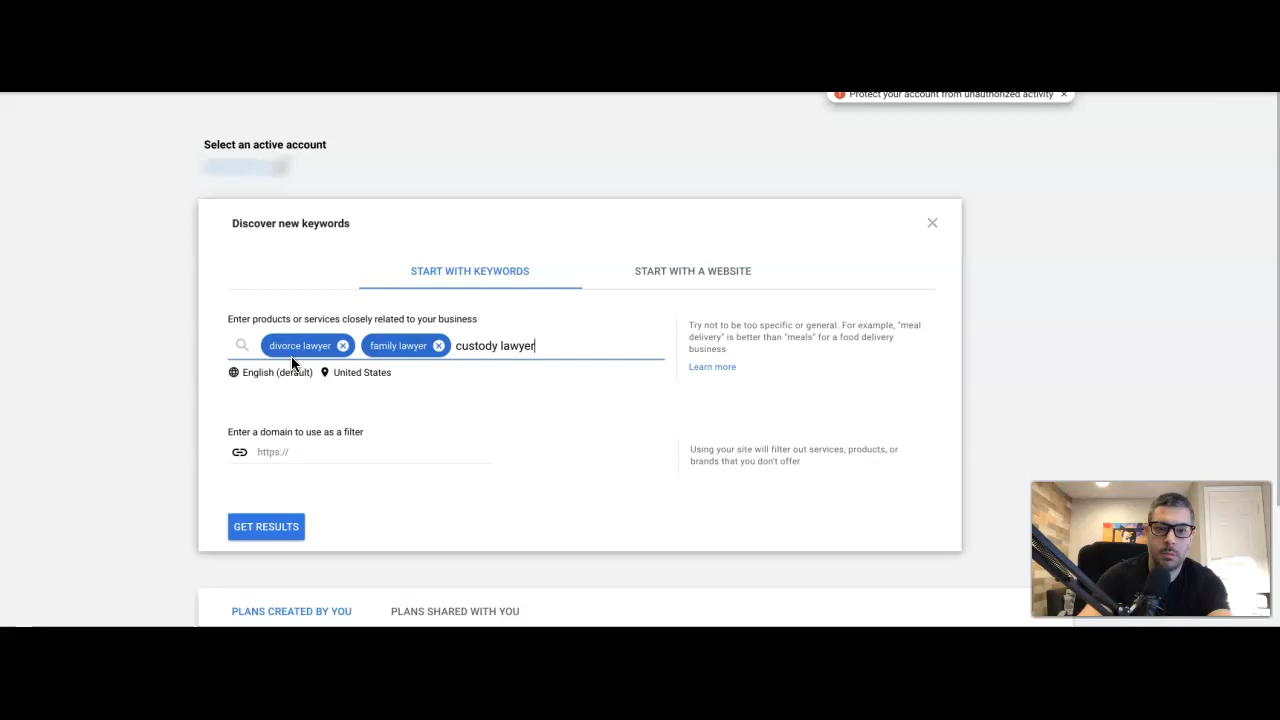 Protect your account from unauthorized activity
Select an active account
Discover new keywords
START WITH KEYWORDS
START WITH A WEBSITE
Enter products or services closely related to your business
divorce lawyer
family lawyer
custody lawyer
English (default)
United States
Try not to be too specific or general. For example, "meal
delivery" is better than "meals" for a food delivery
business
Learn more
Enter a domain to use as a filter
https://
Using your site will filter out services, products, or
brands that you don't offer
GET RESULTS
PLANS CREATED BY YOU
PLANS SHARED WITH YOU